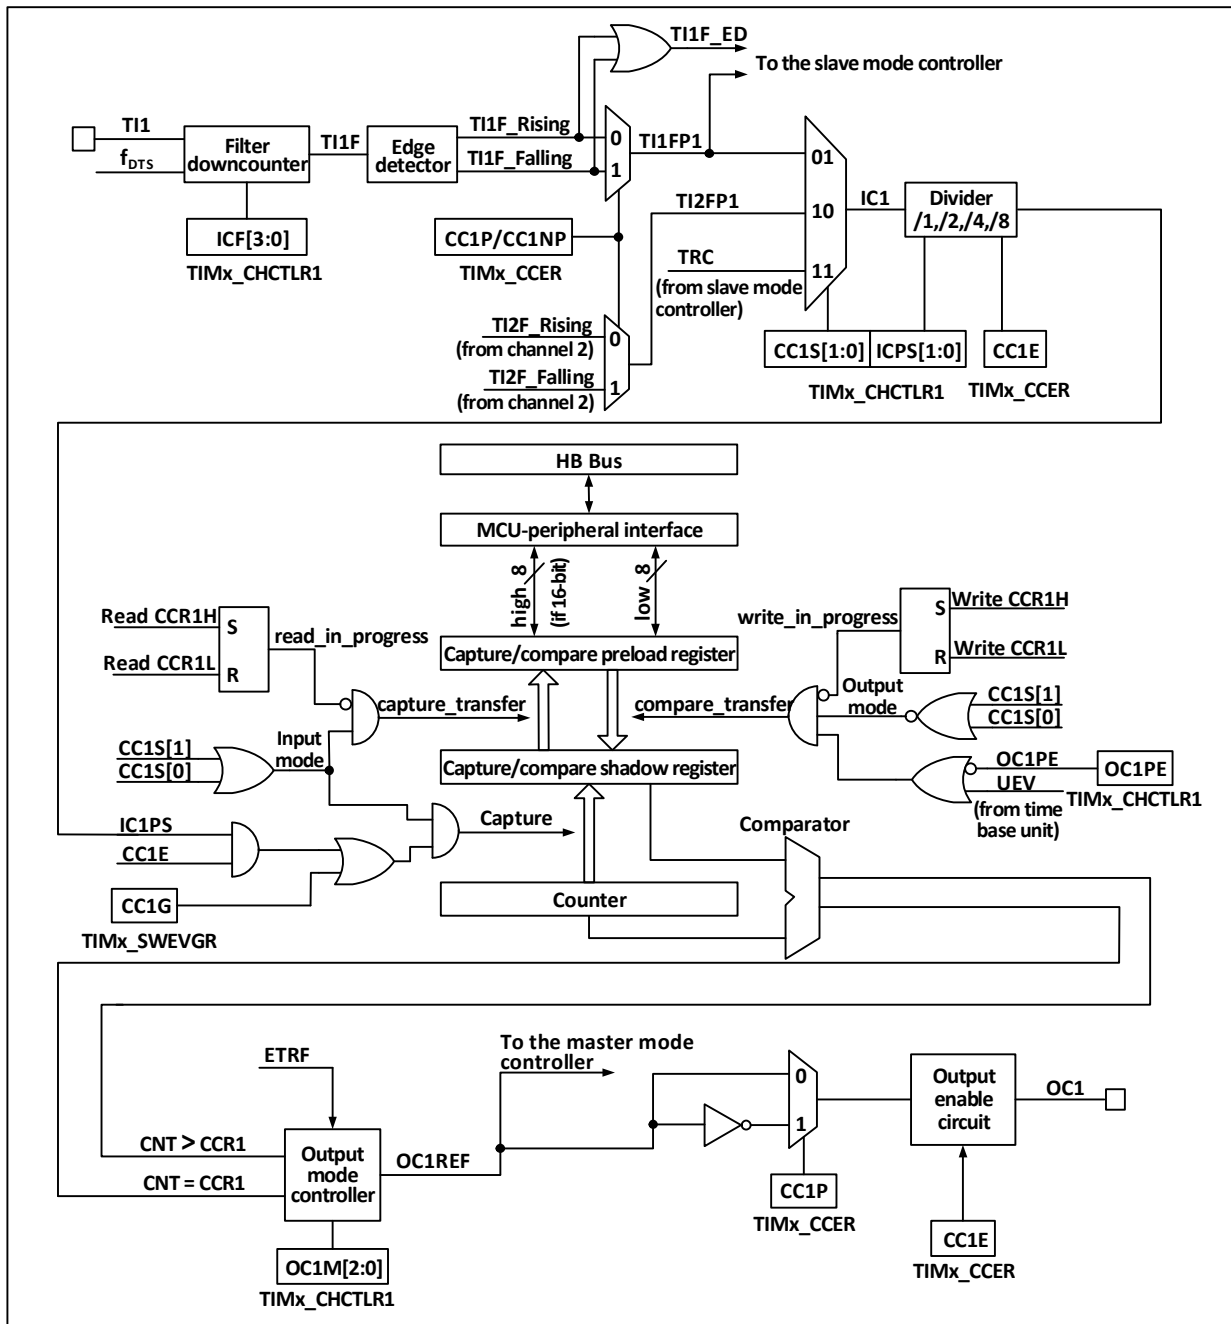 TI1F_ED
To the slave mode controller
TI1
fDTS
Filter
downcounter
TI1F
Edge
detector
TI1F_Rising
TI1F_Falling
0
1
TI1FP1
01
10
11
IC1
Divider
/1,/2,/4,/8
TI2FP1
ICF[3:0]
TIMx_CHCTLR1
CC1P/CC1NP
TIMx_CCER
TRC
(from slave mode
controller)
TI2F_Rising
(from channel 2)
TI2F_Falling
(from channel 2)
0
1
CC1S[1:0]
ICPS[1:0]
CC1E
TIMx_CHCTLR1
TIMx_CCER
HB Bus
MCU-peripheral interface
high
8
(if 16-bit)
low
8
Read CCR1H
Read CCR1L
S
R
read_in_progress
Capture/compare preload register
write_in_progress
S
R
Write CCR1H
Write CCR1L
capture_transfer
compare_transfer
Output
mode
CC1S[1]
CC1S[0]
CC1S[1]
CC1S[0]
Input
mode
Capture/compare shadow register
OC1PE
UEV
(from time
base unit)
OC1PE
TIMx_CHCTLR1
IC1PS
CC1E
CC1G
TIMx_SWEVGR
Capture
Comparator
Counter
ETRF
To the master mode
controller
CNT > CCR1
CNT = CCR1
Output
mode
controller
OC1REF
OC1M[2:0]
TIMx_CHCTLR1
0
1
CC1P
TIMx_CCER
Output
enable
circuit
OC1
CC1E
TIMx_CCER